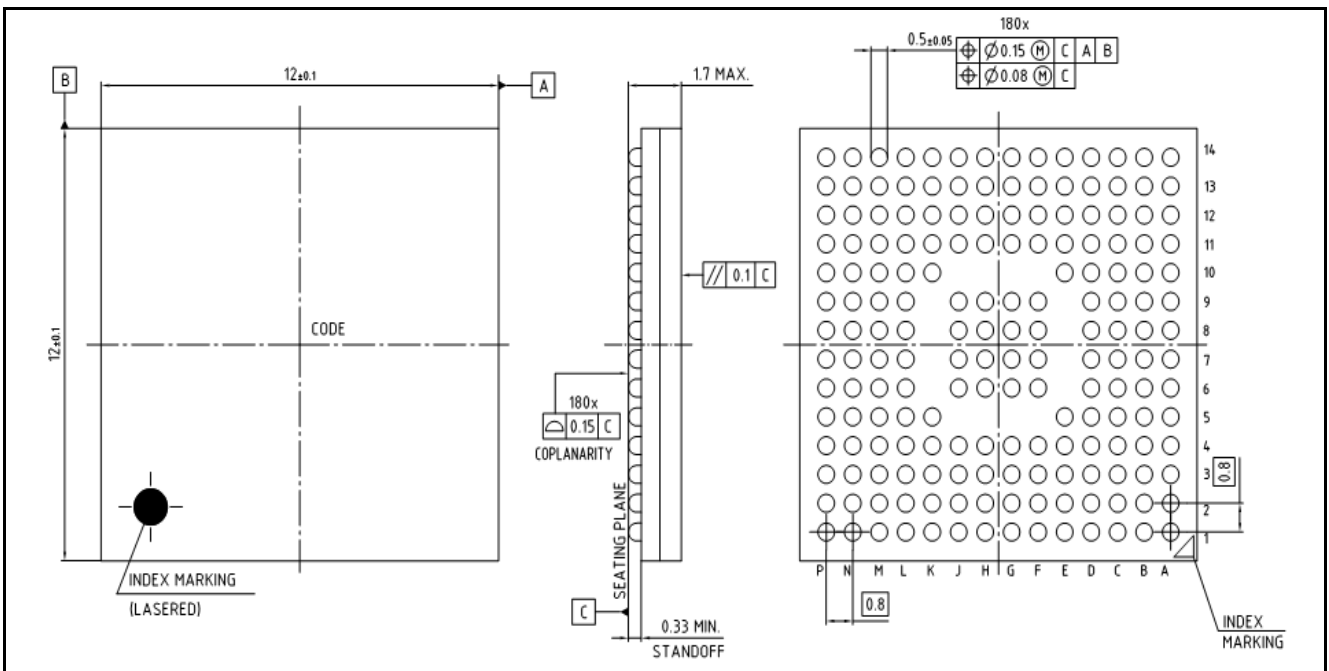 B
12±0.1
A
12±0.1
CODE
INDEX MARKING
(LASERED)
1.7 MAX.
// 0.1 C
180x
⌓ 0.15 C
COPLANARITY
SEATING PLANE
C
0.33 MIN.
STANDOFF
180x
0.5±0.05
⌖ Ø0.15 Ⓜ C A B
⌖ Ø0.08 Ⓜ C
14
13
12
11
10
9
8
7
6
5
4
3
2
1
0.8
P N M L K J H G F E D C B A
0.8
INDEX
MARKING